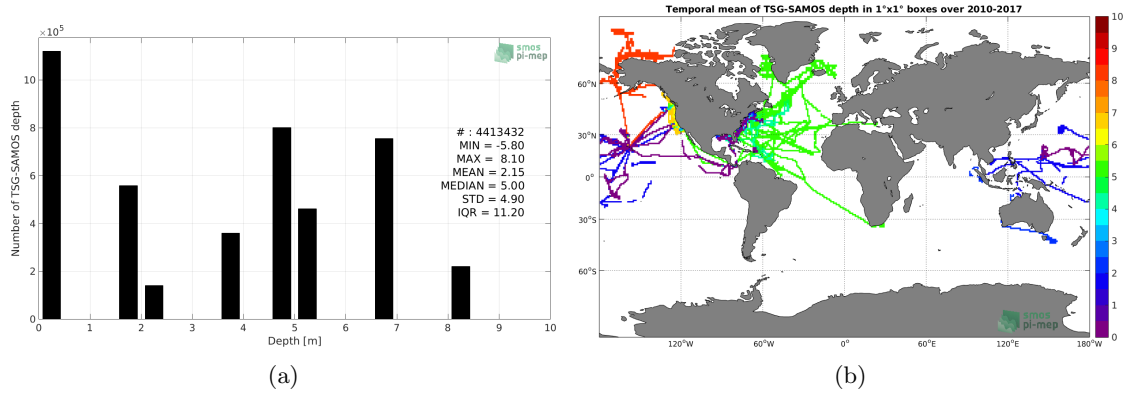 ×10⁵
smos
pi-mep
10
8
6
4
2
0
Number of TSG-SAMOS depth
# : 4413432
MIN = -5.80
MAX = 8.10
MEAN = 2.15
MEDIAN = 5.00
STD = 4.90
IQR = 11.20
0 1 2 3 4 5 6 7 8 9 10
Depth [m]
(a)
Temporal mean of TSG-SAMOS depth in 1°x1° boxes over 2010-2017
60°N
30°N
0°
30°S
60°S
120°W 60°W 0° 60°E 120°E 180°W
smos
pi-mep
10
9
8
7
6
5
4
3
2
1
0
(b)